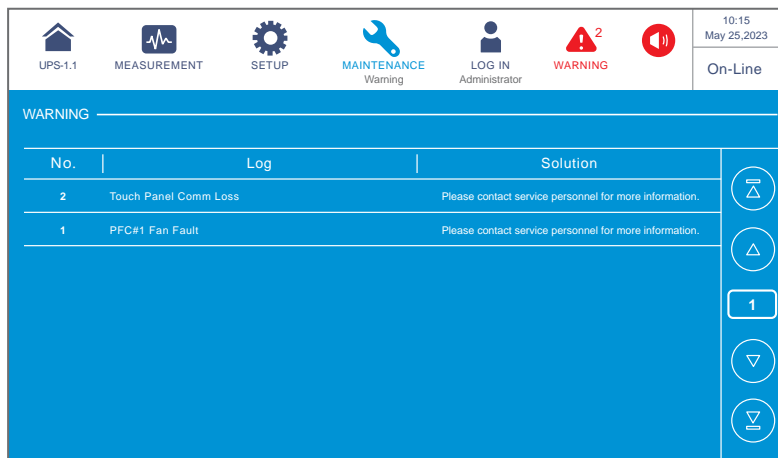 2
10:15
May 25,2023
UPS-1.1 MEASUREMENT SETUP MAINTENANCE LOG IN WARNING
Warning Administrator
On-Line
WARNING
No. Log Solution
2 Touch Panel Comm Loss Please contact service personnel for more information.
1 PFC#1 Fan Fault Please contact service personnel for more information.
1